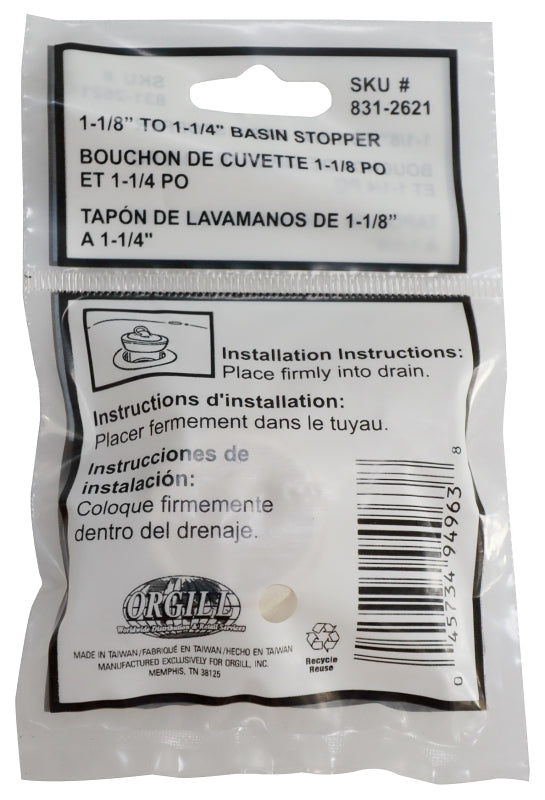 SKU #
831-2621
1-1/8" TO 1-1/4" BASIN STOPPER
BOUCHON DE CUVETTE 1-1/8 PO
ET 1-1/4 PO
TAPÓN DE LAVAMANOS DE 1-1/8"
A 1-1/4"
Installation Instructions:
Place firmly into drain.
Instructions d'installation:
Placer fermement dans le tuyau.
Instrucciones de
instalación:
Coloque firmemente
dentro del drenaje.
0 45734 94963 8
ORGILL
Worldwide Distribution & Retail Services
MADE IN TAIWAN/FABRIQUÉ EN TAIWAN/HECHO EN TAIWAN
MANUFACTURED EXCLUSIVELY FOR ORGILL, INC.
MEMPHIS, TN 38125
Recycle
Reuse